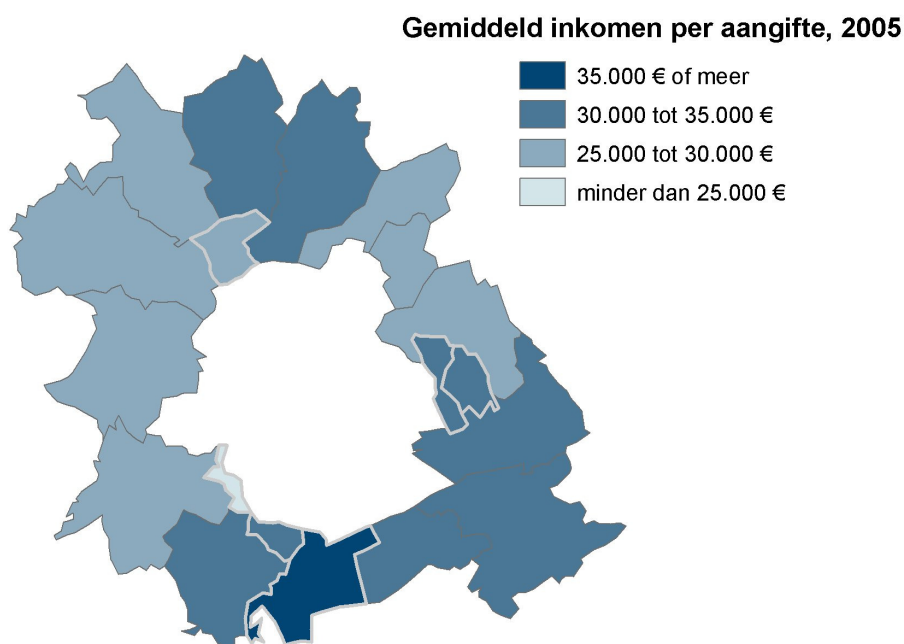 Gemiddeld inkomen per aangifte, 2005
35.000 € of meer
30.000 tot 35.000 €
25.000 tot 30.000 €
minder dan 25.000 €